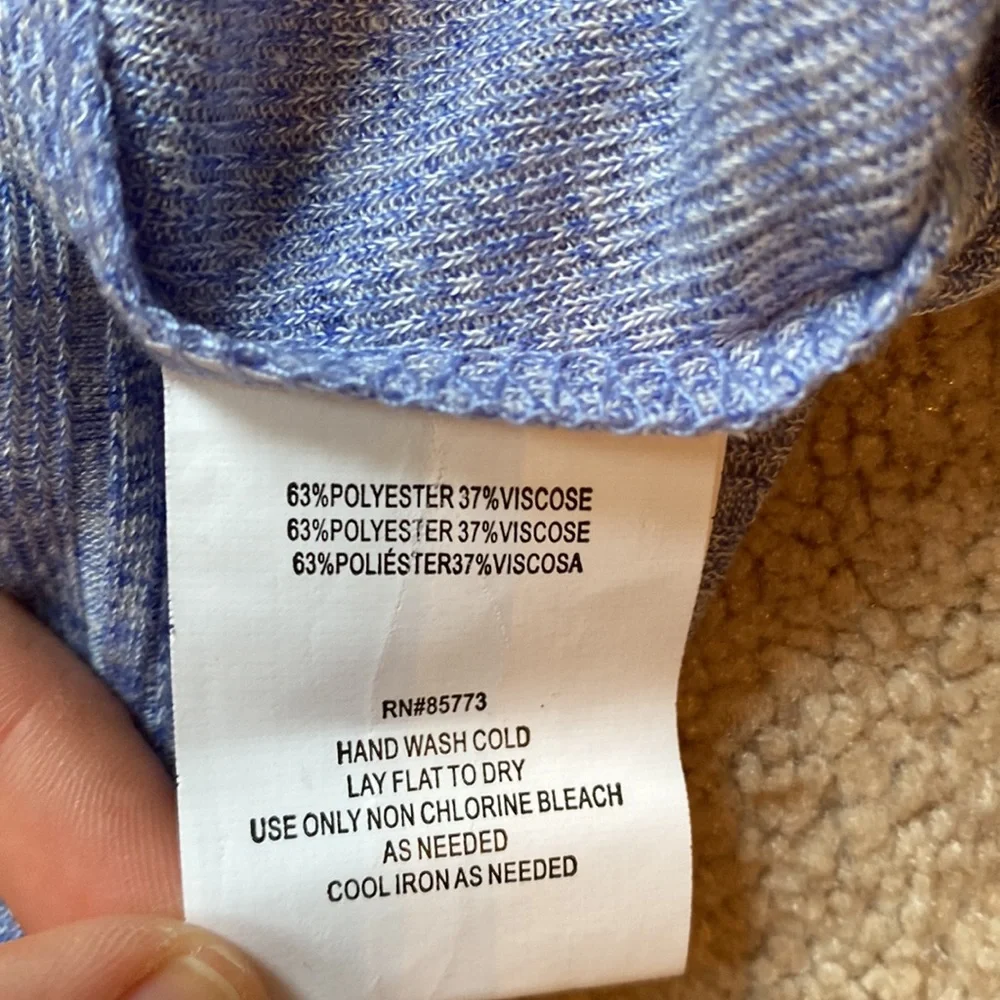 63%POLYESTER 37%VISCOSE
63%POLYESTER 37%VISCOSE
63%POLIÉSTER37%VISCOSA
RN#85773
HAND WASH COLD
LAY FLAT TO DRY
USE ONLY NON CHLORINE BLEACH
AS NEEDED
COOL IRON AS NEEDED